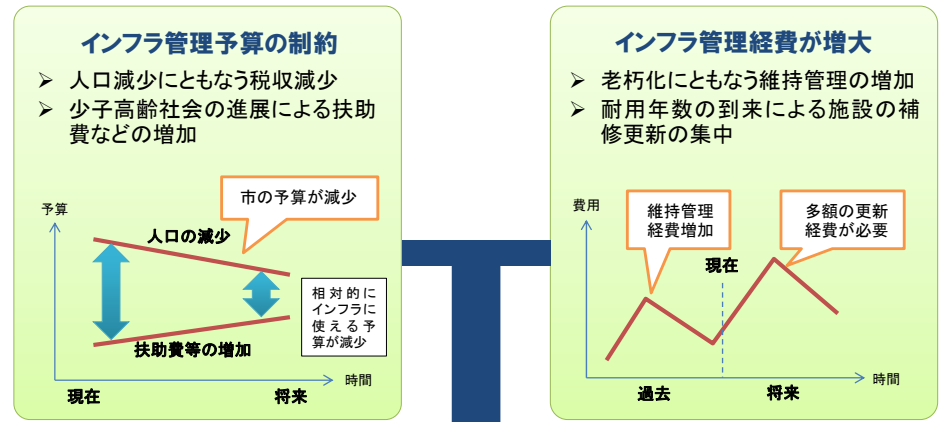 インフラ管理予算の制約
➢ 人口減少にともなう税収減少
➢ 少子高齢社会の進展による扶助
費などの増加
市の予算が減少
予算
人口の減少
相対的に
インフラに
使える予
算が減少
扶助費等の増加
時間
現在
将来
インフラ管理経費が増大
➢ 老朽化にともなう維持管理の増加
➢ 耐用年数の到来による施設の補
修更新の集中
費用
維持管理
経費増加
多額の更新
経費が必要
現在
時間
過去
将来